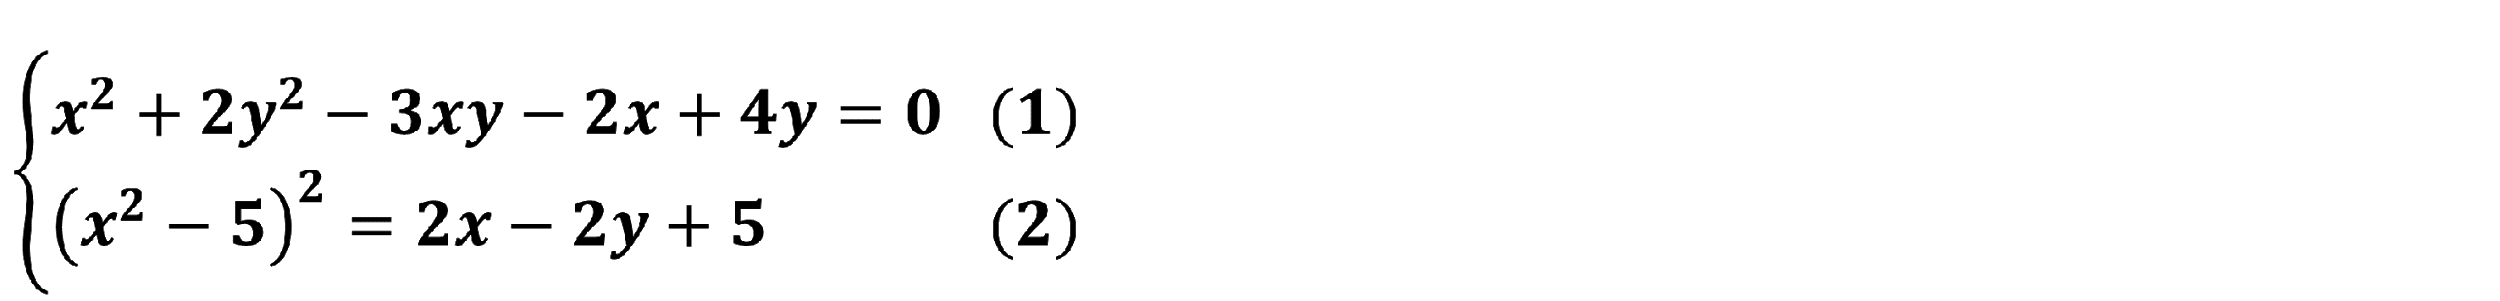 x² + 2y² − 3xy − 2x + 4y = 0 (1)
(x² − 5)² = 2x − 2y + 5 (2)